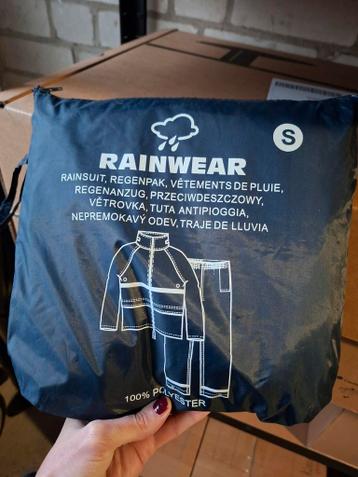 S
RAINWEAR
RAINSUIT, REGENPAK, VÊTEMENTS DE PLUIE,
REGENANZUG, PRZECIWDESZCZOWY,
VĚTROVKA, TUTA ANTIPIOGGIA,
NEPREMOKAVÝ ODEV, TRAJE DE LLUVIA
100% POLYESTER